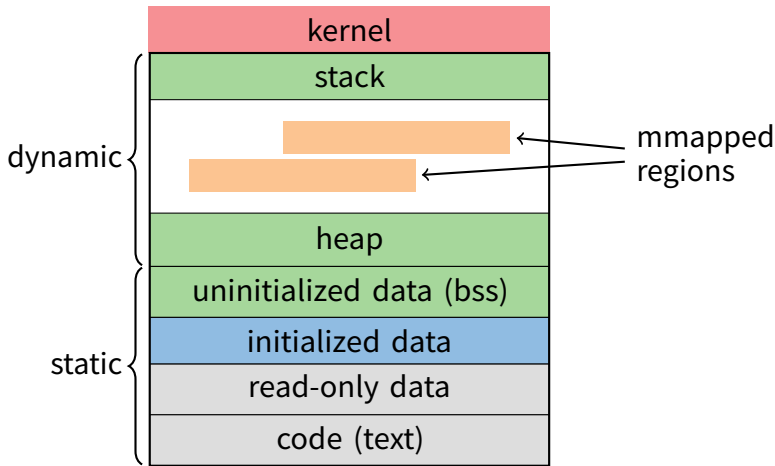 kernel
stack
dynamic
mmapped
regions
heap
uninitialized data (bss)
initialized data
static
read-only data
code (text)